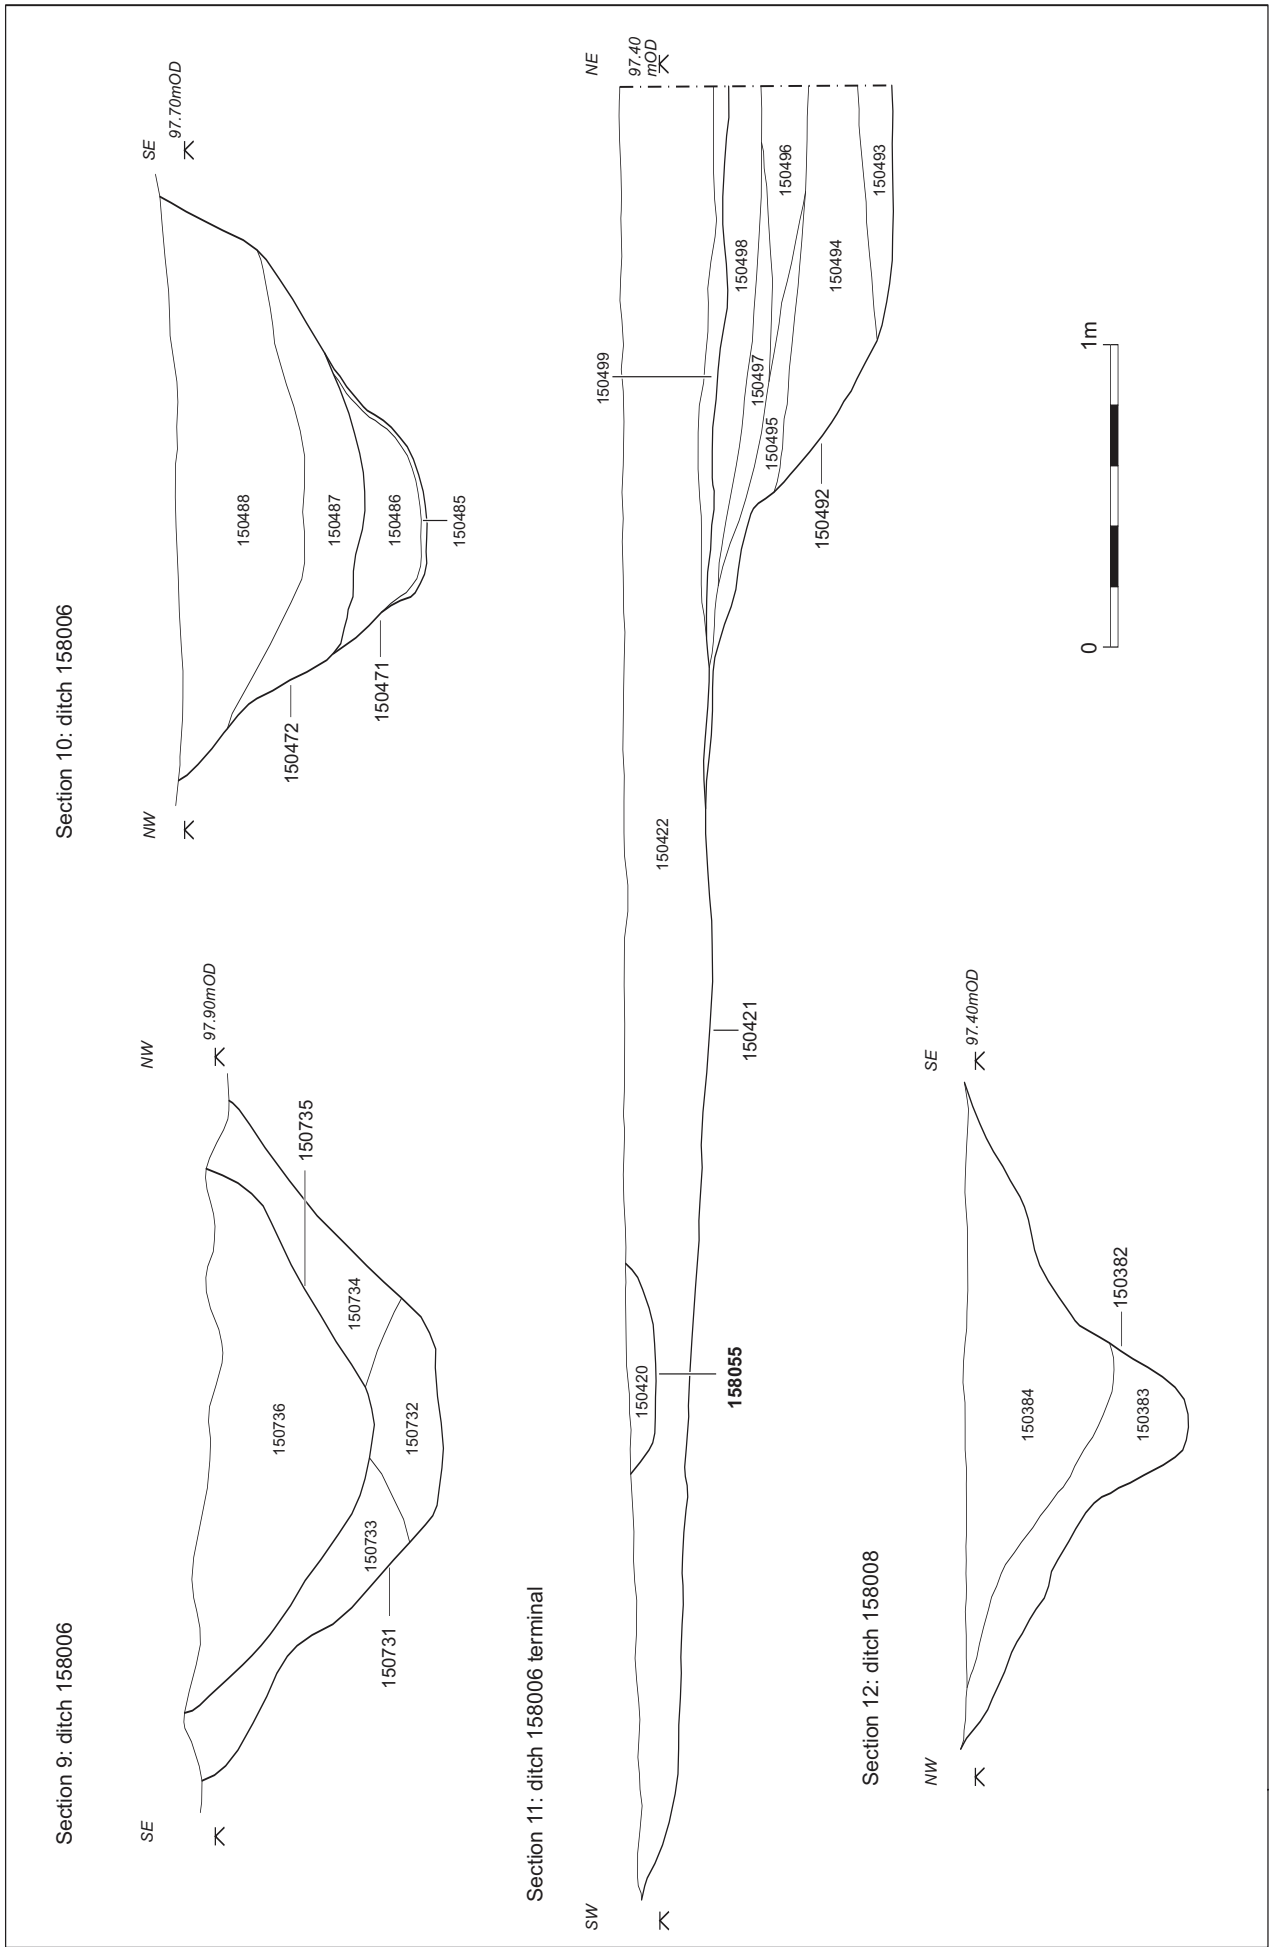 Section 9: ditch 158006
SE
NW
97.90mOD
150736
150735
150734
150733
150732
150731
Section 10: ditch 158006
NW
SE
97.70mOD
150488
150487
150486
150485
150472
150471
Section 11: ditch 158006 terminal
SW
NE
97.40
mOD
150420
158055
150422
150421
150499
150498
150497
150496
150495
150494
150493
150492
Section 12: ditch 158008
NW
SE
97.40mOD
150384
150383
150382
0
1m